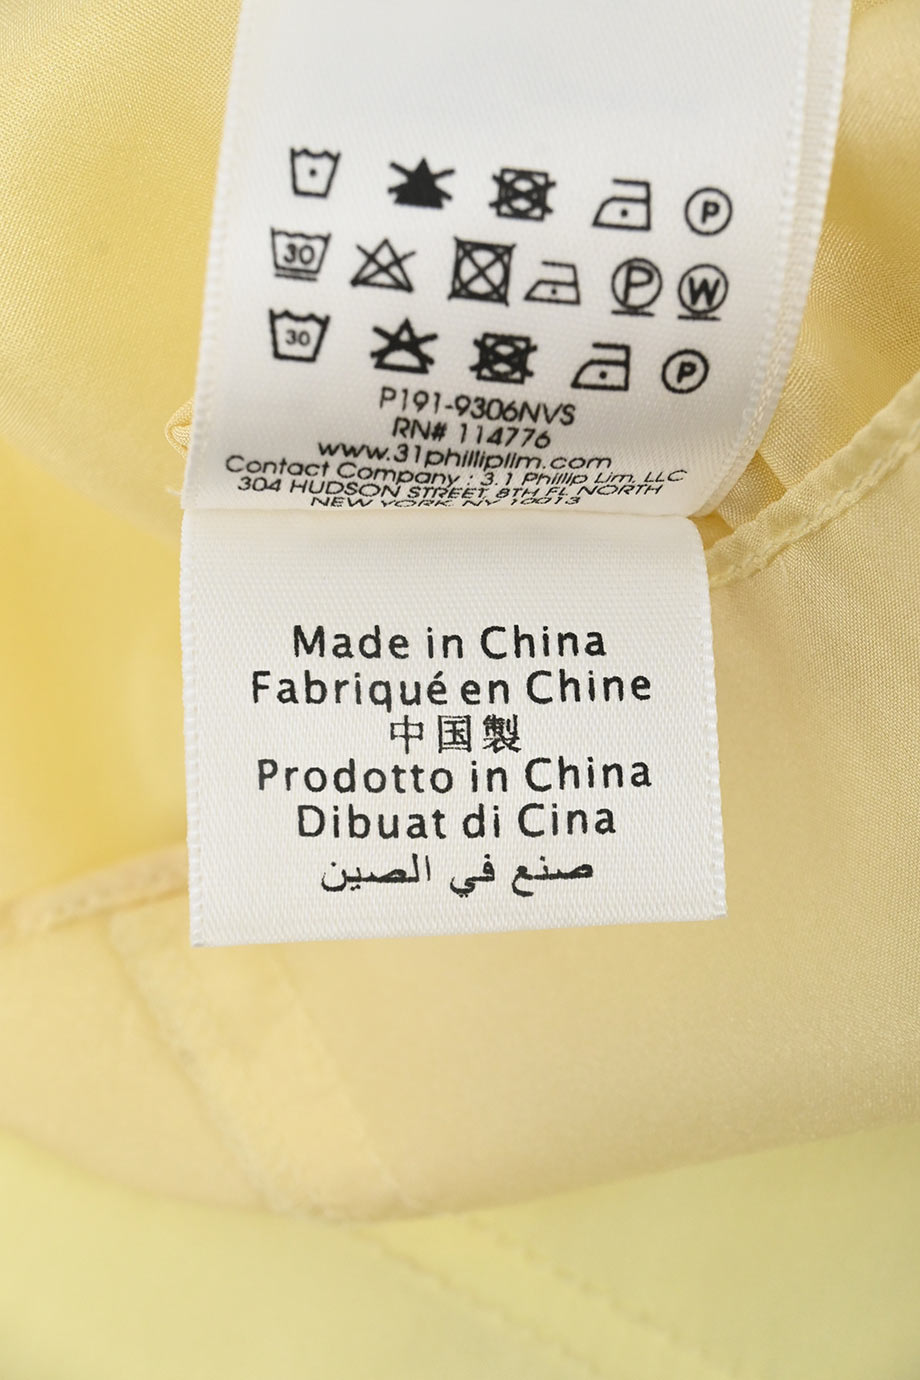 30
P W
30
P191-9306NVS
RN# 114776
www.31philliplim.com
Contact Company : 3.1 Phillip Lim, LLC
304 HUDSON STREET, 8TH FL NORTH
NEW YORK, NY 10013
Made in China
Fabriqué en Chine
中国製
Prodotto in China
Dibuat di Cina
صنع في الصين